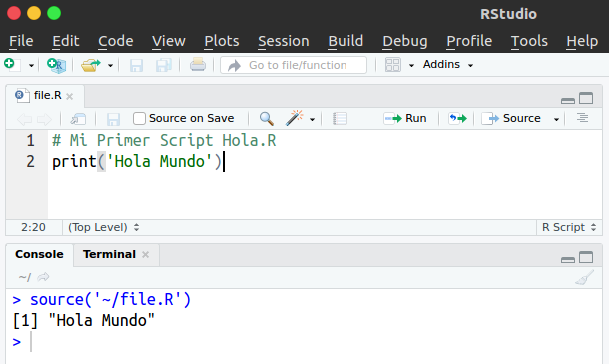 RStudio
File Edit Code View Plots Session Build Debug Profile Tools Help
Go to file/function Addins
file.R
Source on Save Run Source
1 # Mi Primer Script Hola.R
2 print('Hola Mundo')
2:20 (Top Level) R Script
Console Terminal
~/
> source('~/file.R')
[1] "Hola Mundo"
>